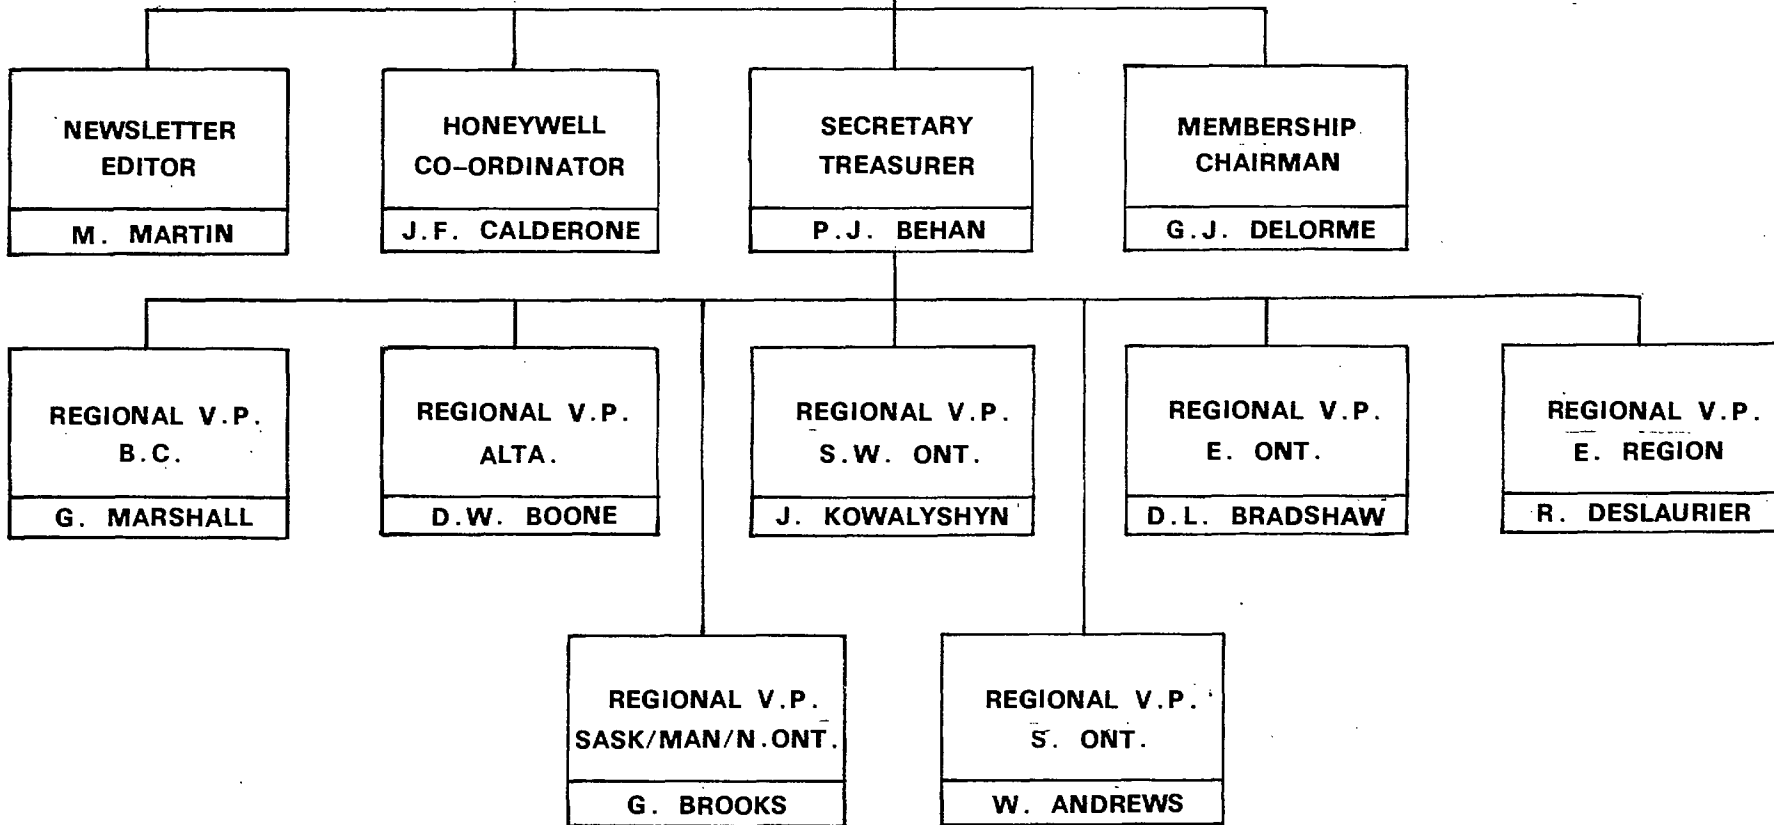 NEWSLETTER
EDITOR
M. MARTIN
HONEYWELL
CO-ORDINATOR
J.F. CALDERONE
SECRETARY
TREASURER
P.J. BEHAN
MEMBERSHIP
CHAIRMAN
G.J. DELORME
REGIONAL V.P.
B.C.
G. MARSHALL
REGIONAL V.P.
ALTA.
D.W. BOONE
REGIONAL V.P.
S.W. ONT.
J. KOWALYSHYN
REGIONAL V.P.
E. ONT.
D.L. BRADSHAW
REGIONAL V.P.
E. REGION
R. DESLAURIER
REGIONAL V.P.
SASK/MAN/N.ONT.
G. BROOKS
REGIONAL V.P.
S. ONT.
W. ANDREWS